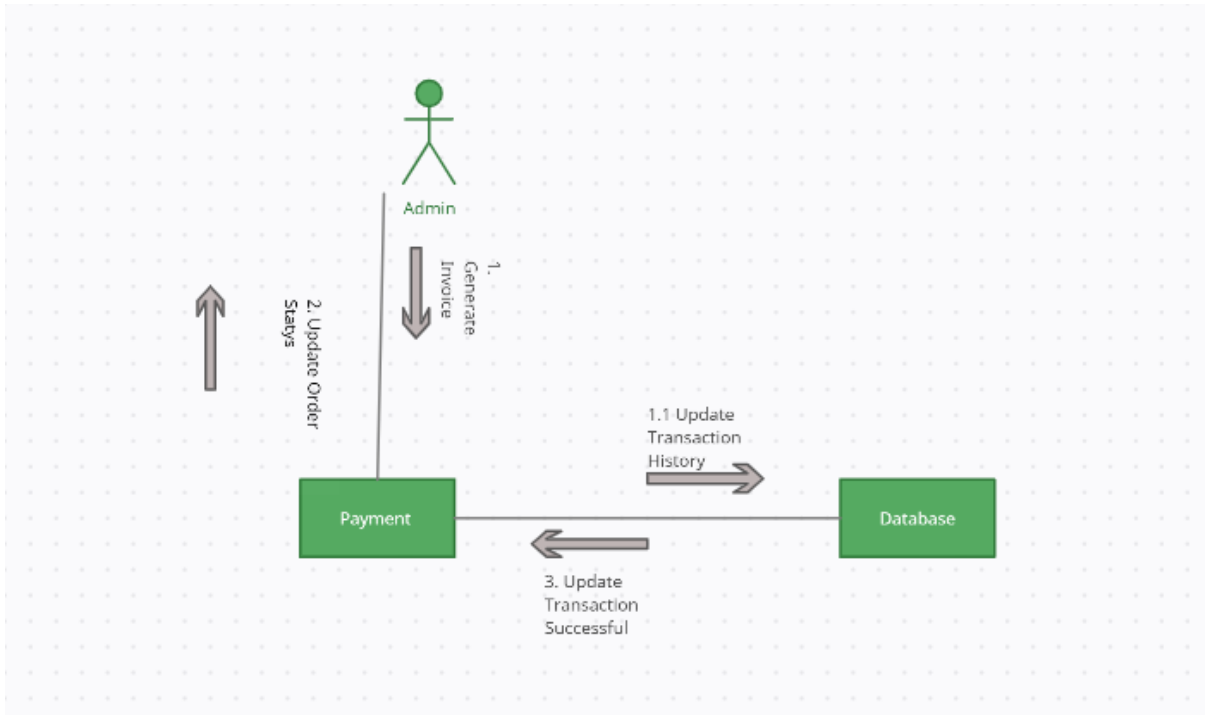 Admin
1.
Generate
Invoice
2. Update Order
Statys
1.1 Update
Transaction
History
Payment
Database
3. Update
Transaction
Successful